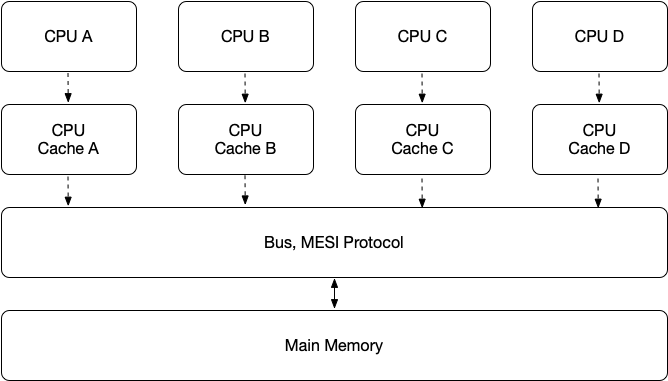 CPU A
CPU B
CPU C
CPU D
CPU
Cache A
CPU
Cache B
CPU
Cache C
CPU
Cache D
Bus, MESI Protocol
Main Memory